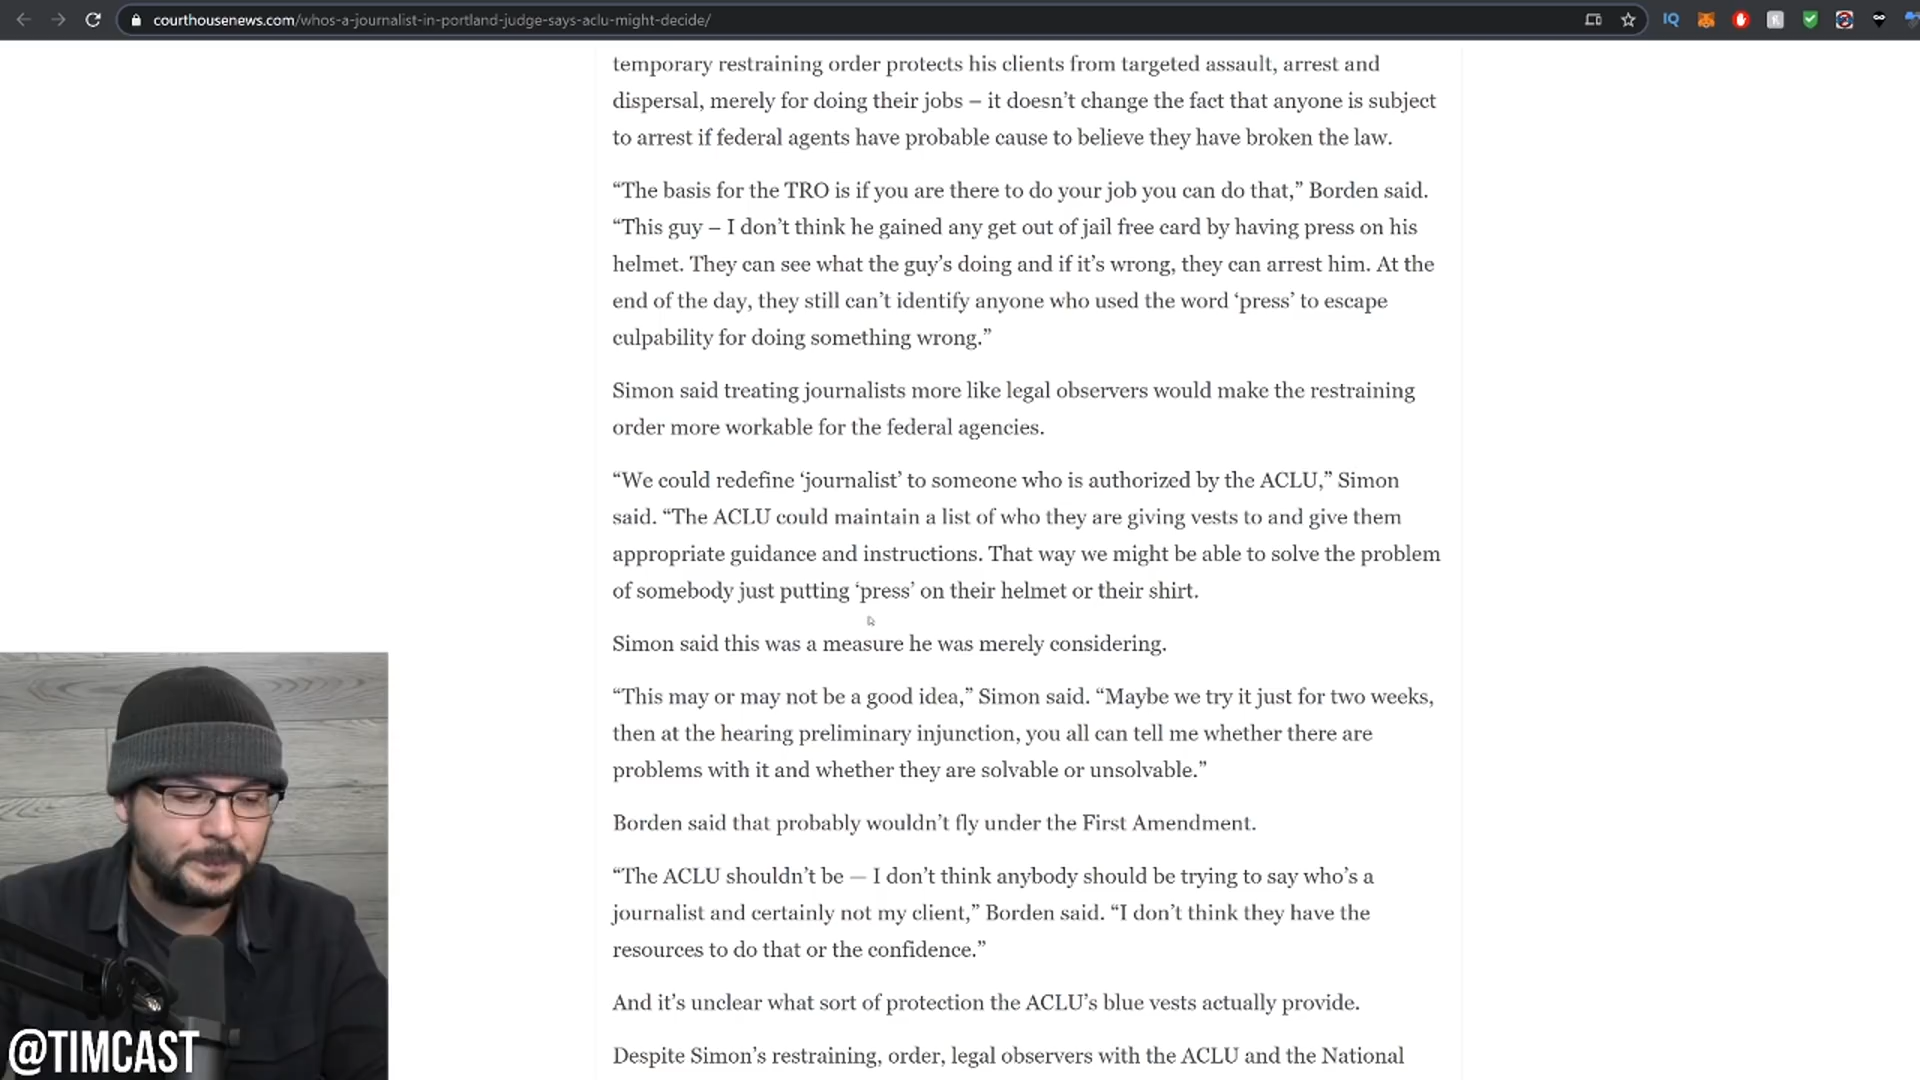 courthousenews.com/whos-a-journalist-in-portland-judge-says-aclu-might-decide/
IQ
temporary restraining order protects his clients from targeted assault, arrest and
dispersal, merely for doing their jobs – it doesn’t change the fact that anyone is subject
to arrest if federal agents have probable cause to believe they have broken the law.
“The basis for the TRO is if you are there to do your job you can do that,” Borden said.
“This guy – I don’t think he gained any get out of jail free card by having press on his
helmet. They can see what the guy’s doing and if it’s wrong, they can arrest him. At the
end of the day, they still can’t identify anyone who used the word ‘press’ to escape
culpability for doing something wrong.”
Simon said treating journalists more like legal observers would make the restraining
order more workable for the federal agencies.
“We could redefine ‘journalist’ to someone who is authorized by the ACLU,” Simon
said. “The ACLU could maintain a list of who they are giving vests to and give them
appropriate guidance and instructions. That way we might be able to solve the problem
of somebody just putting ‘press’ on their helmet or their shirt.
Simon said this was a measure he was merely considering.
“This may or may not be a good idea,” Simon said. “Maybe we try it just for two weeks,
then at the hearing preliminary injunction, you all can tell me whether there are
problems with it and whether they are solvable or unsolvable.”
Borden said that probably wouldn’t fly under the First Amendment.
“The ACLU shouldn’t be — I don’t think anybody should be trying to say who’s a
journalist and certainly not my client,” Borden said. “I don’t think they have the
resources to do that or the confidence.”
And it’s unclear what sort of protection the ACLU’s blue vests actually provide.
Despite Simon’s restraining, order, legal observers with the ACLU and the National
@TIMCAST